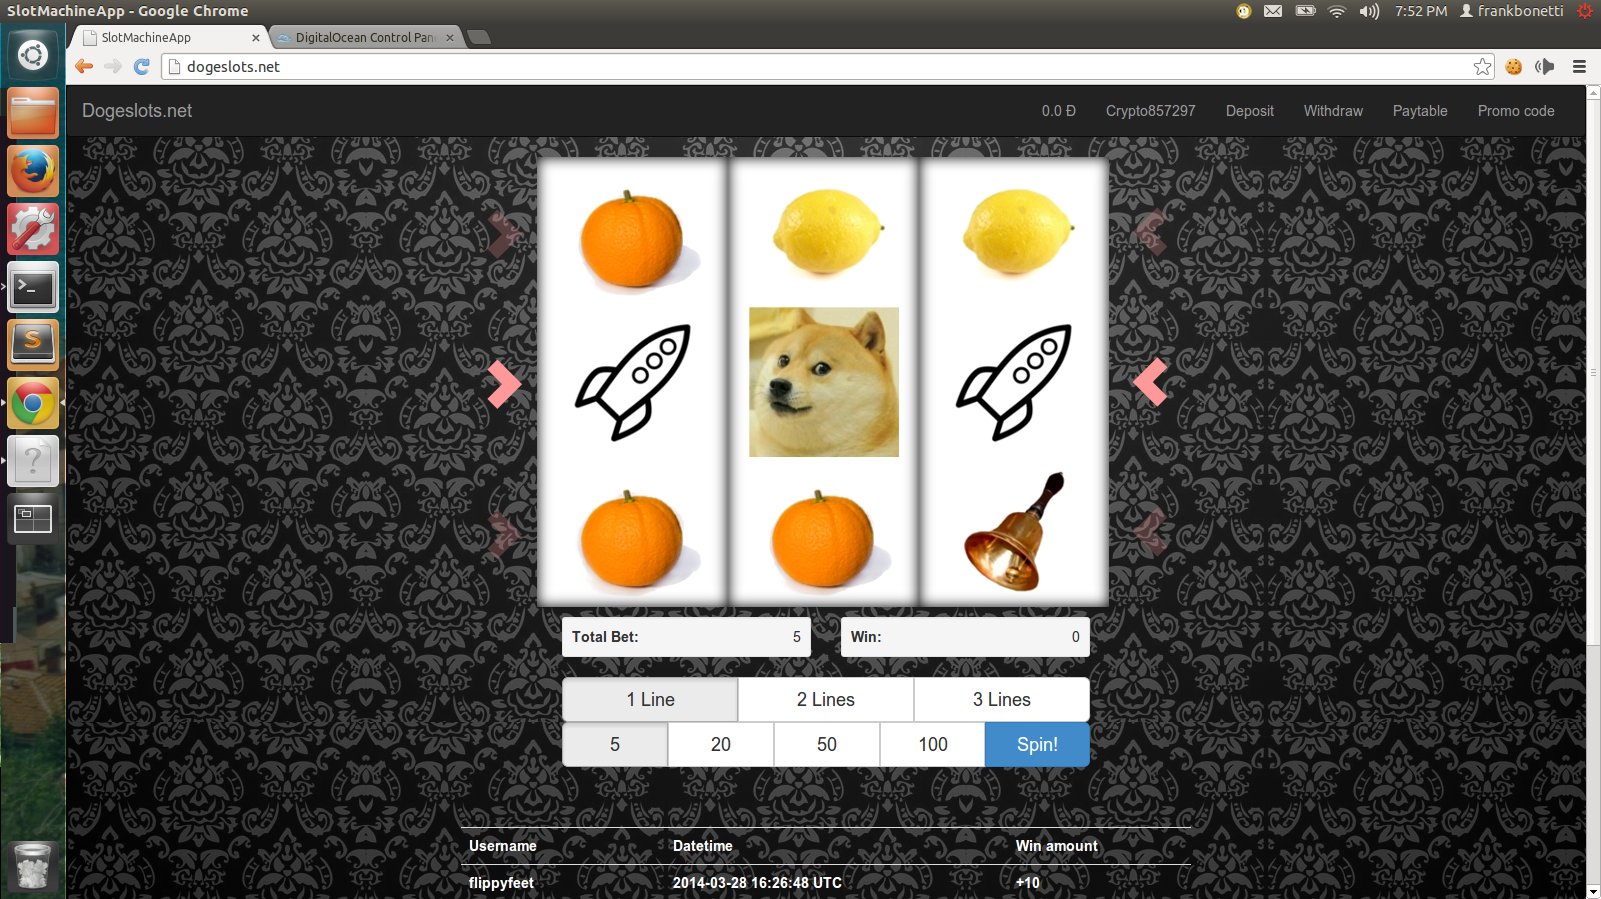 SlotMachineApp - Google Chrome
7:52 PM frankbonetti
SlotMachineApp
DigitalOcean Control Pan
dogeslots.net
Dogeslots.net
0.0 Ð Crypto857297 Deposit Withdraw Paytable Promo code
Total Bet: 5 Win: 0
1 Line 2 Lines 3 Lines
5 20 50 100 Spin!
Username Datetime Win amount
flippyfeet 2014-03-28 16:26:48 UTC +10